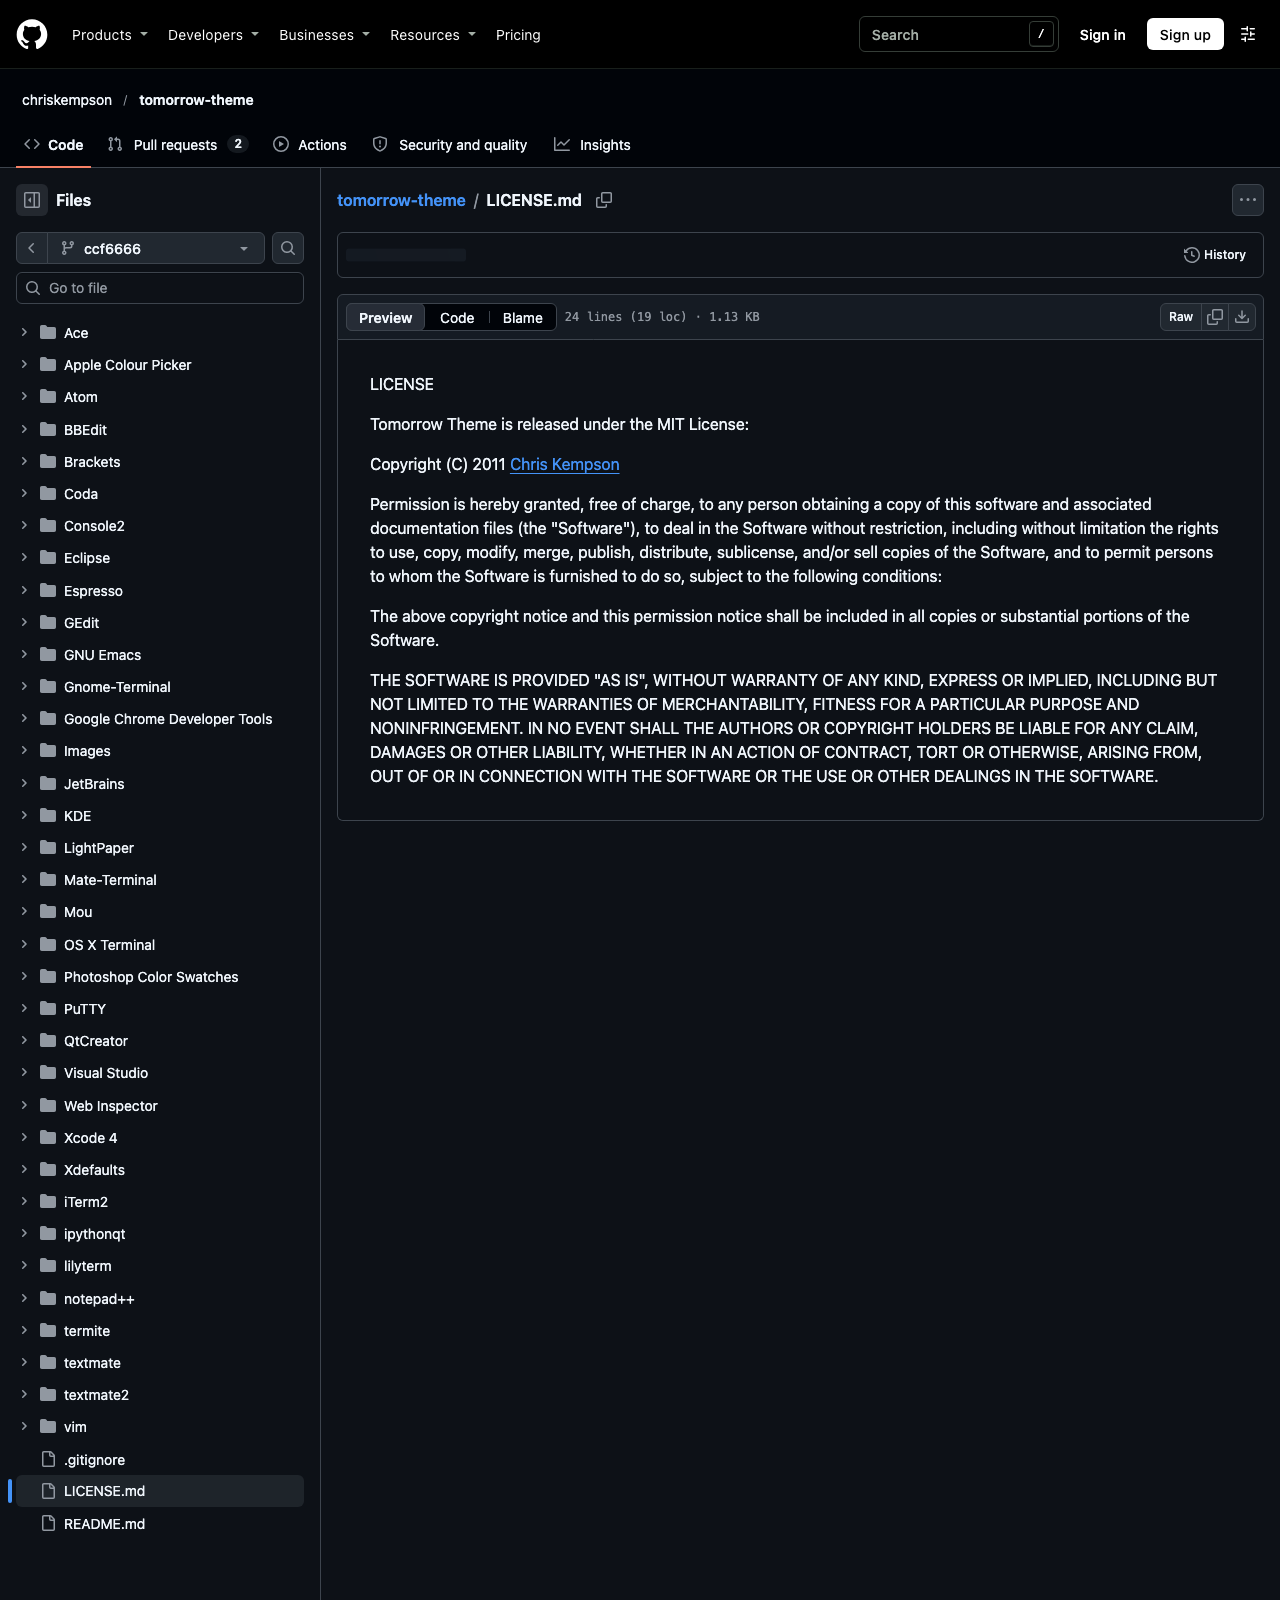 Products Developers Businesses Resources Pricing Search / Sign in Sign up
chriskempson / tomorrow-theme
Code Pull requests 2 Actions Security and quality Insights
Files
ccf6666
Go to file
Ace
Apple Colour Picker
Atom
BBEdit
Brackets
Coda
Console2
Eclipse
Espresso
GEdit
GNU Emacs
Gnome-Terminal
Google Chrome Developer Tools
Images
JetBrains
KDE
LightPaper
Mate-Terminal
Mou
OS X Terminal
Photoshop Color Swatches
PuTTY
QtCreator
Visual Studio
Web Inspector
Xcode 4
Xdefaults
iTerm2
ipythonqt
lilyterm
notepad++
termite
textmate
textmate2
vim
.gitignore
LICENSE.md
README.md
tomorrow-theme / LICENSE.md
History
Preview Code Blame 24 lines (19 loc) · 1.13 KB Raw
LICENSE
Tomorrow Theme is released under the MIT License:
Copyright (C) 2011 Chris Kempson
Permission is hereby granted, free of charge, to any person obtaining a copy of this software and associated
documentation files (the "Software"), to deal in the Software without restriction, including without limitation the rights
to use, copy, modify, merge, publish, distribute, sublicense, and/or sell copies of the Software, and to permit persons
to whom the Software is furnished to do so, subject to the following conditions:
The above copyright notice and this permission notice shall be included in all copies or substantial portions of the
Software.
THE SOFTWARE IS PROVIDED "AS IS", WITHOUT WARRANTY OF ANY KIND, EXPRESS OR IMPLIED, INCLUDING BUT
NOT LIMITED TO THE WARRANTIES OF MERCHANTABILITY, FITNESS FOR A PARTICULAR PURPOSE AND
NONINFRINGEMENT. IN NO EVENT SHALL THE AUTHORS OR COPYRIGHT HOLDERS BE LIABLE FOR ANY CLAIM,
DAMAGES OR OTHER LIABILITY, WHETHER IN AN ACTION OF CONTRACT, TORT OR OTHERWISE, ARISING FROM,
OUT OF OR IN CONNECTION WITH THE SOFTWARE OR THE USE OR OTHER DEALINGS IN THE SOFTWARE.